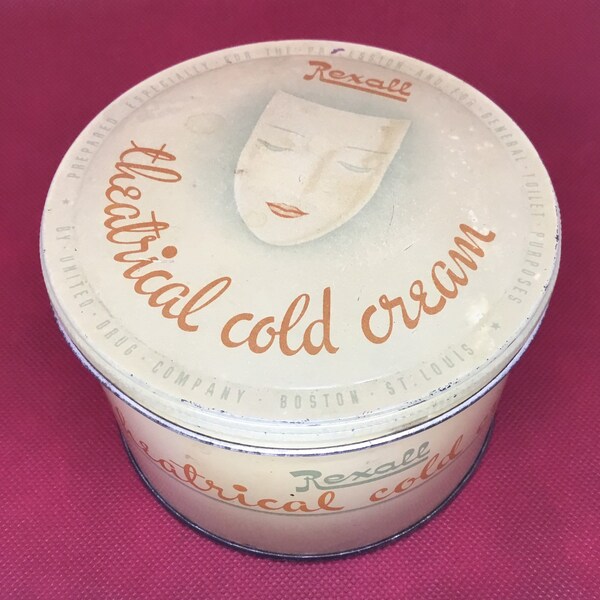 PREPARED · ESPECIALLY · FOR · THE · PROFESSION · AND · FOR · GENERAL · TOILET · PURPOSES
Rexall
theatrical cold cream
★ BY · UNITED · DRUG · COMPANY · BOSTON · ST. LOUIS ★
Rexall
theatrical cold c